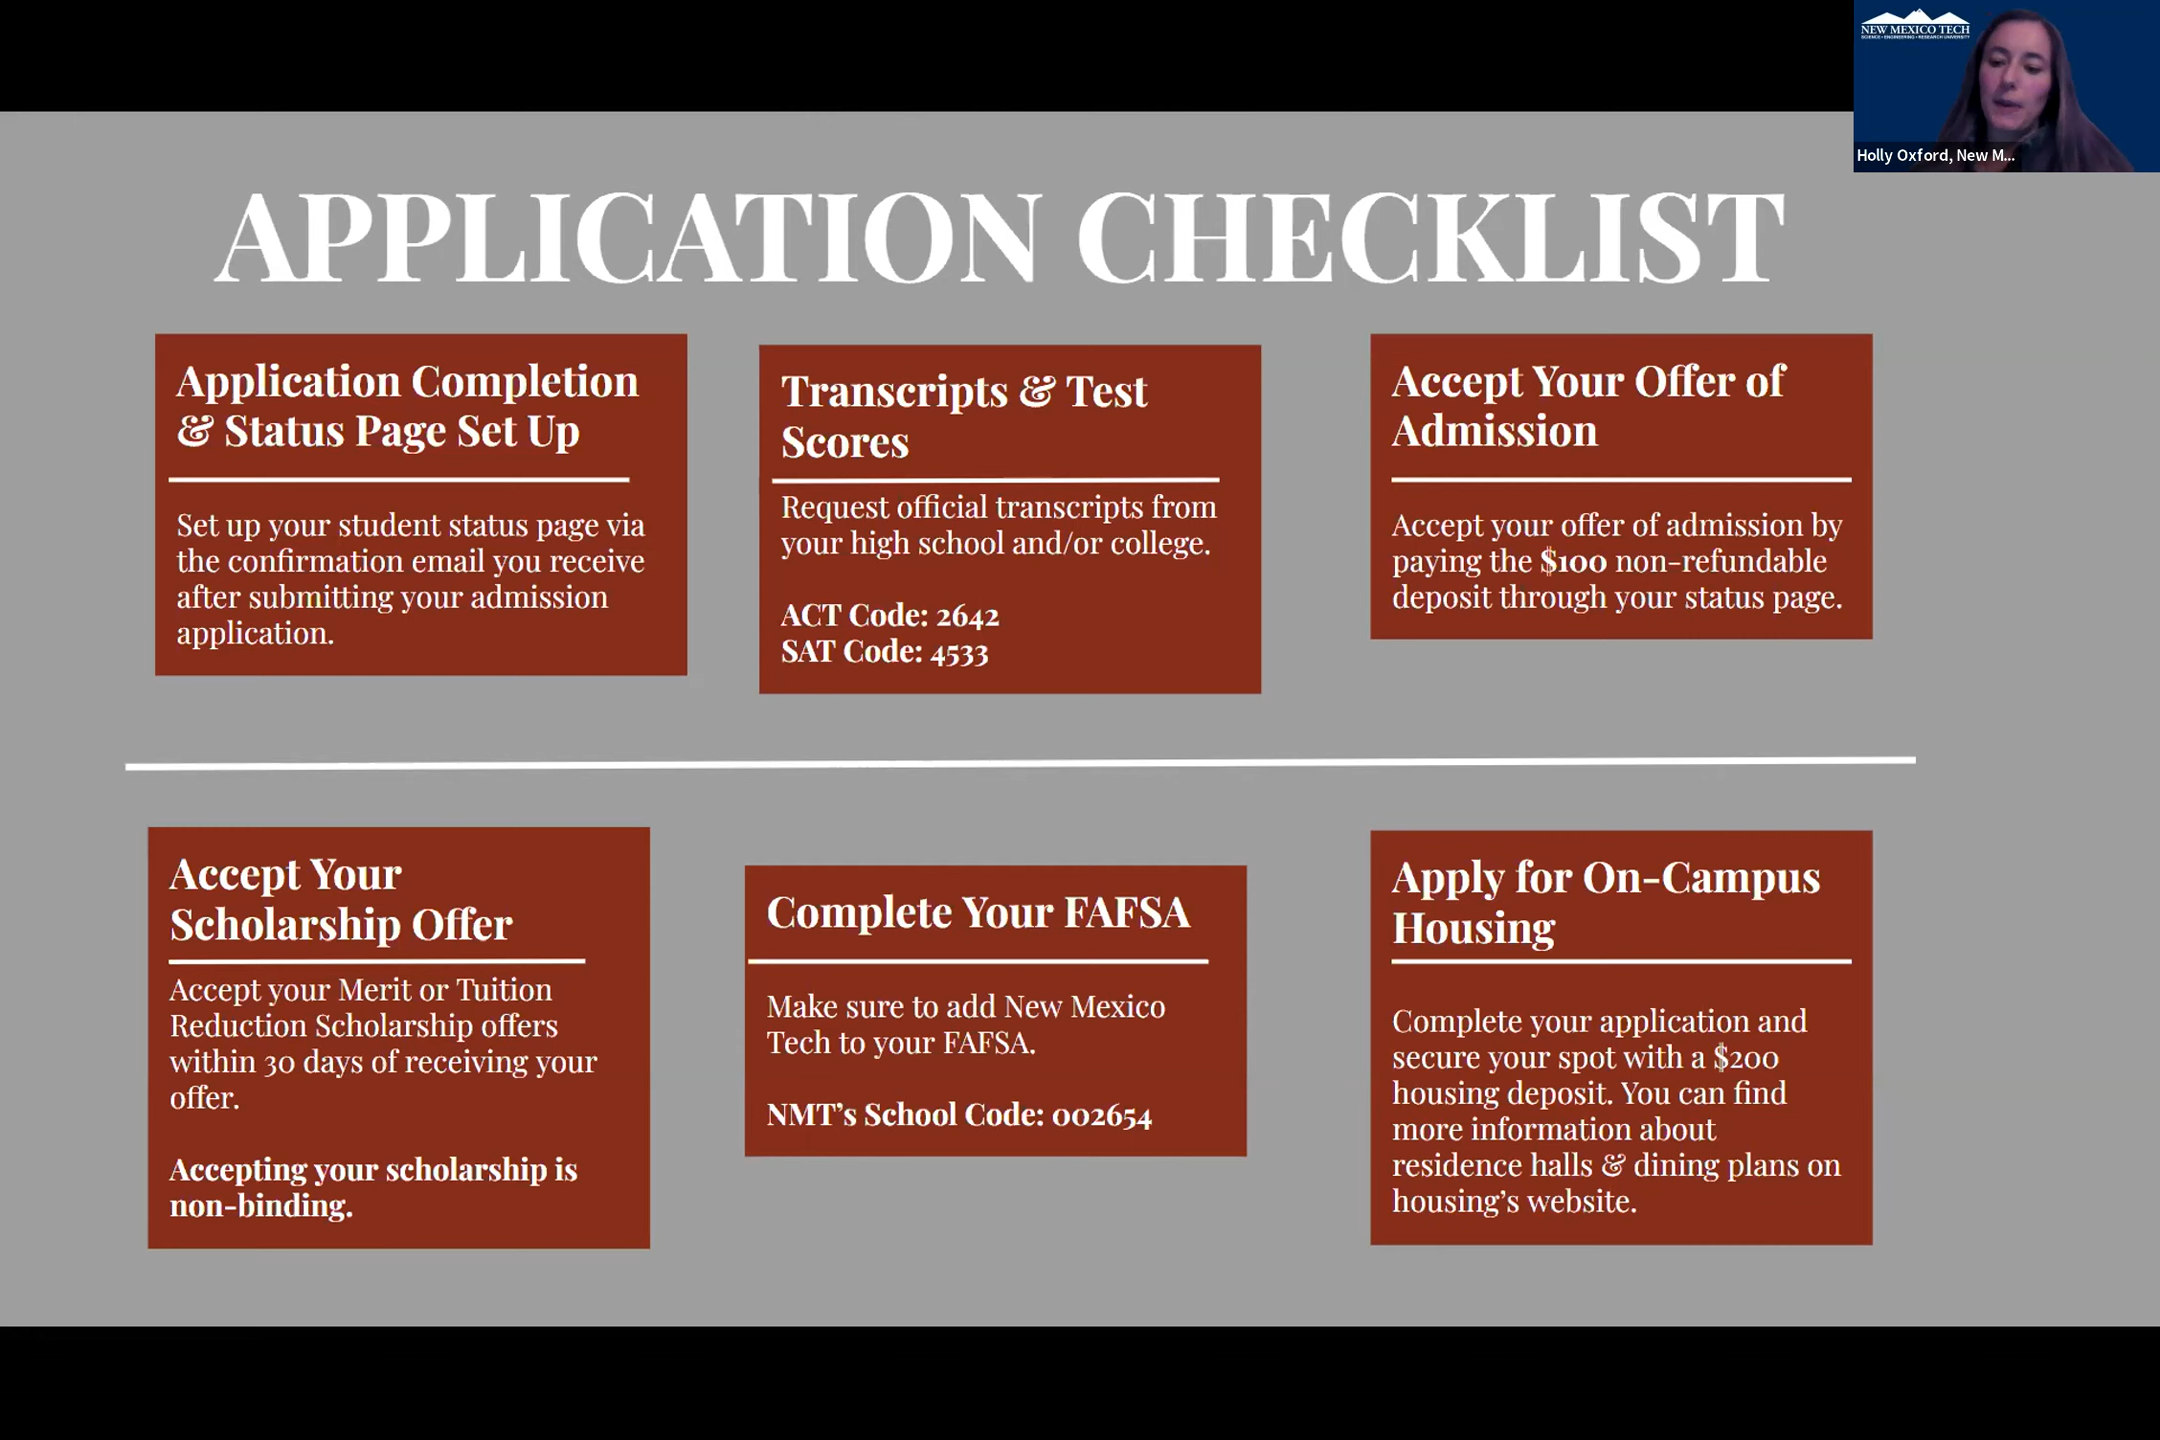 NEW MEXICO TECH
SCIENCE • ENGINEERING • RESEARCH UNIVERSITY
Holly Oxford, New M...
APPLICATION CHECKLIST
Application Completion
& Status Page Set Up
Set up your student status page via
the confirmation email you receive
after submitting your admission
application.
Transcripts & Test
Scores
Request official transcripts from
your high school and/or college.
ACT Code: 2642
SAT Code: 4533
Accept Your Offer of
Admission
Accept your offer of admission by
paying the $100 non-refundable
deposit through your status page.
Accept Your
Scholarship Offer
Accept your Merit or Tuition
Reduction Scholarship offers
within 30 days of receiving your
offer.
Accepting your scholarship is
non-binding.
Complete Your FAFSA
Make sure to add New Mexico
Tech to your FAFSA.
NMT’s School Code: 002654
Apply for On-Campus
Housing
Complete your application and
secure your spot with a $200
housing deposit. You can find
more information about
residence halls & dining plans on
housing’s website.